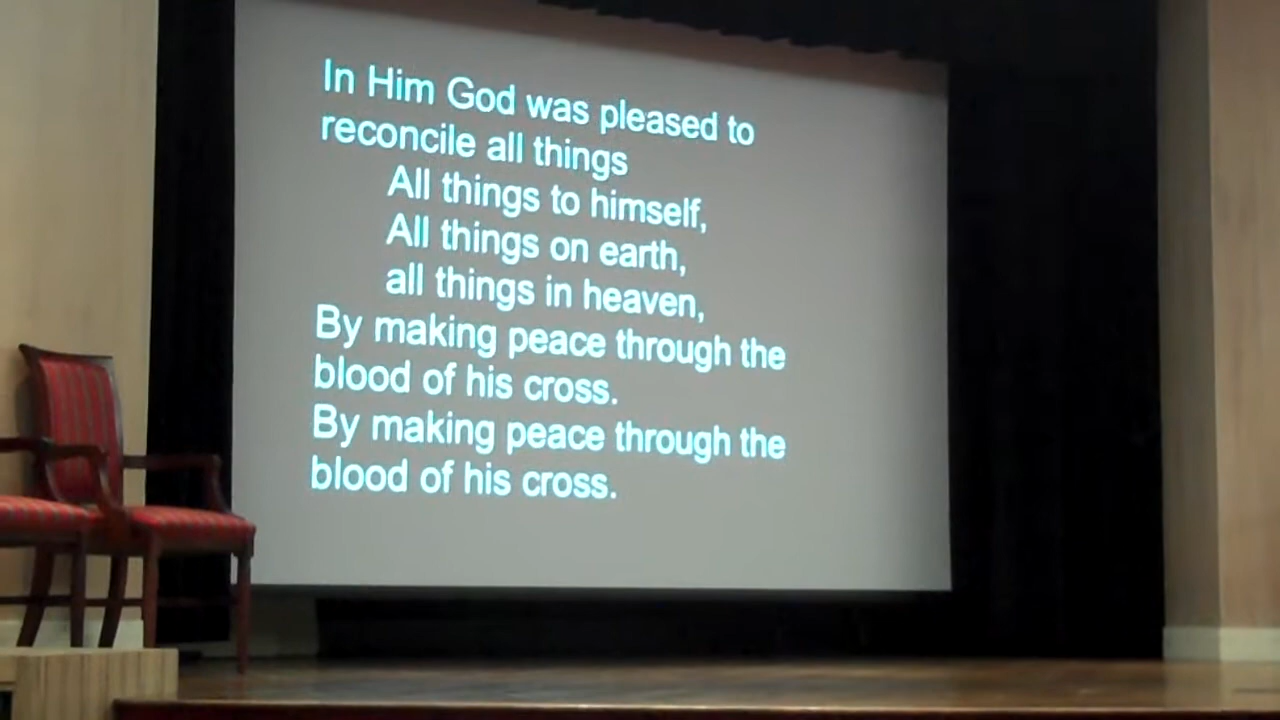 In Him God was pleased to
reconcile all things
All things to himself,
All things on earth,
all things in heaven,
By making peace through the
blood of his cross.
By making peace through the
blood of his cross.